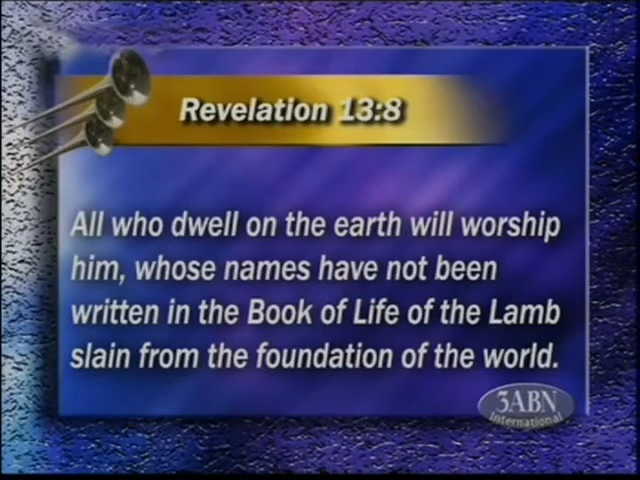 Revelation 13:8
All who dwell on the earth will worship
him, whose names have not been
written in the Book of Life of the Lamb
slain from the foundation of the world.
3ABN
International